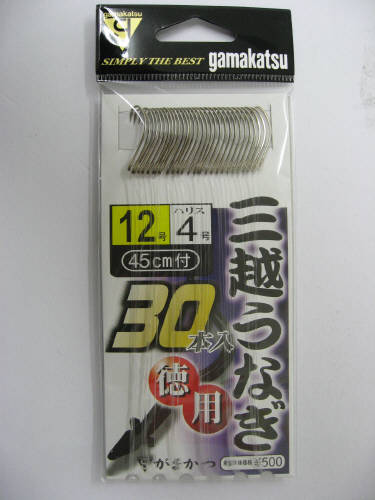 gamakatsu
G
SIMPLY THE BEST
gamakatsu
12号
ハリス
4号
45cm付
30本入
徳用
三越うなぎ
がまかつ
500